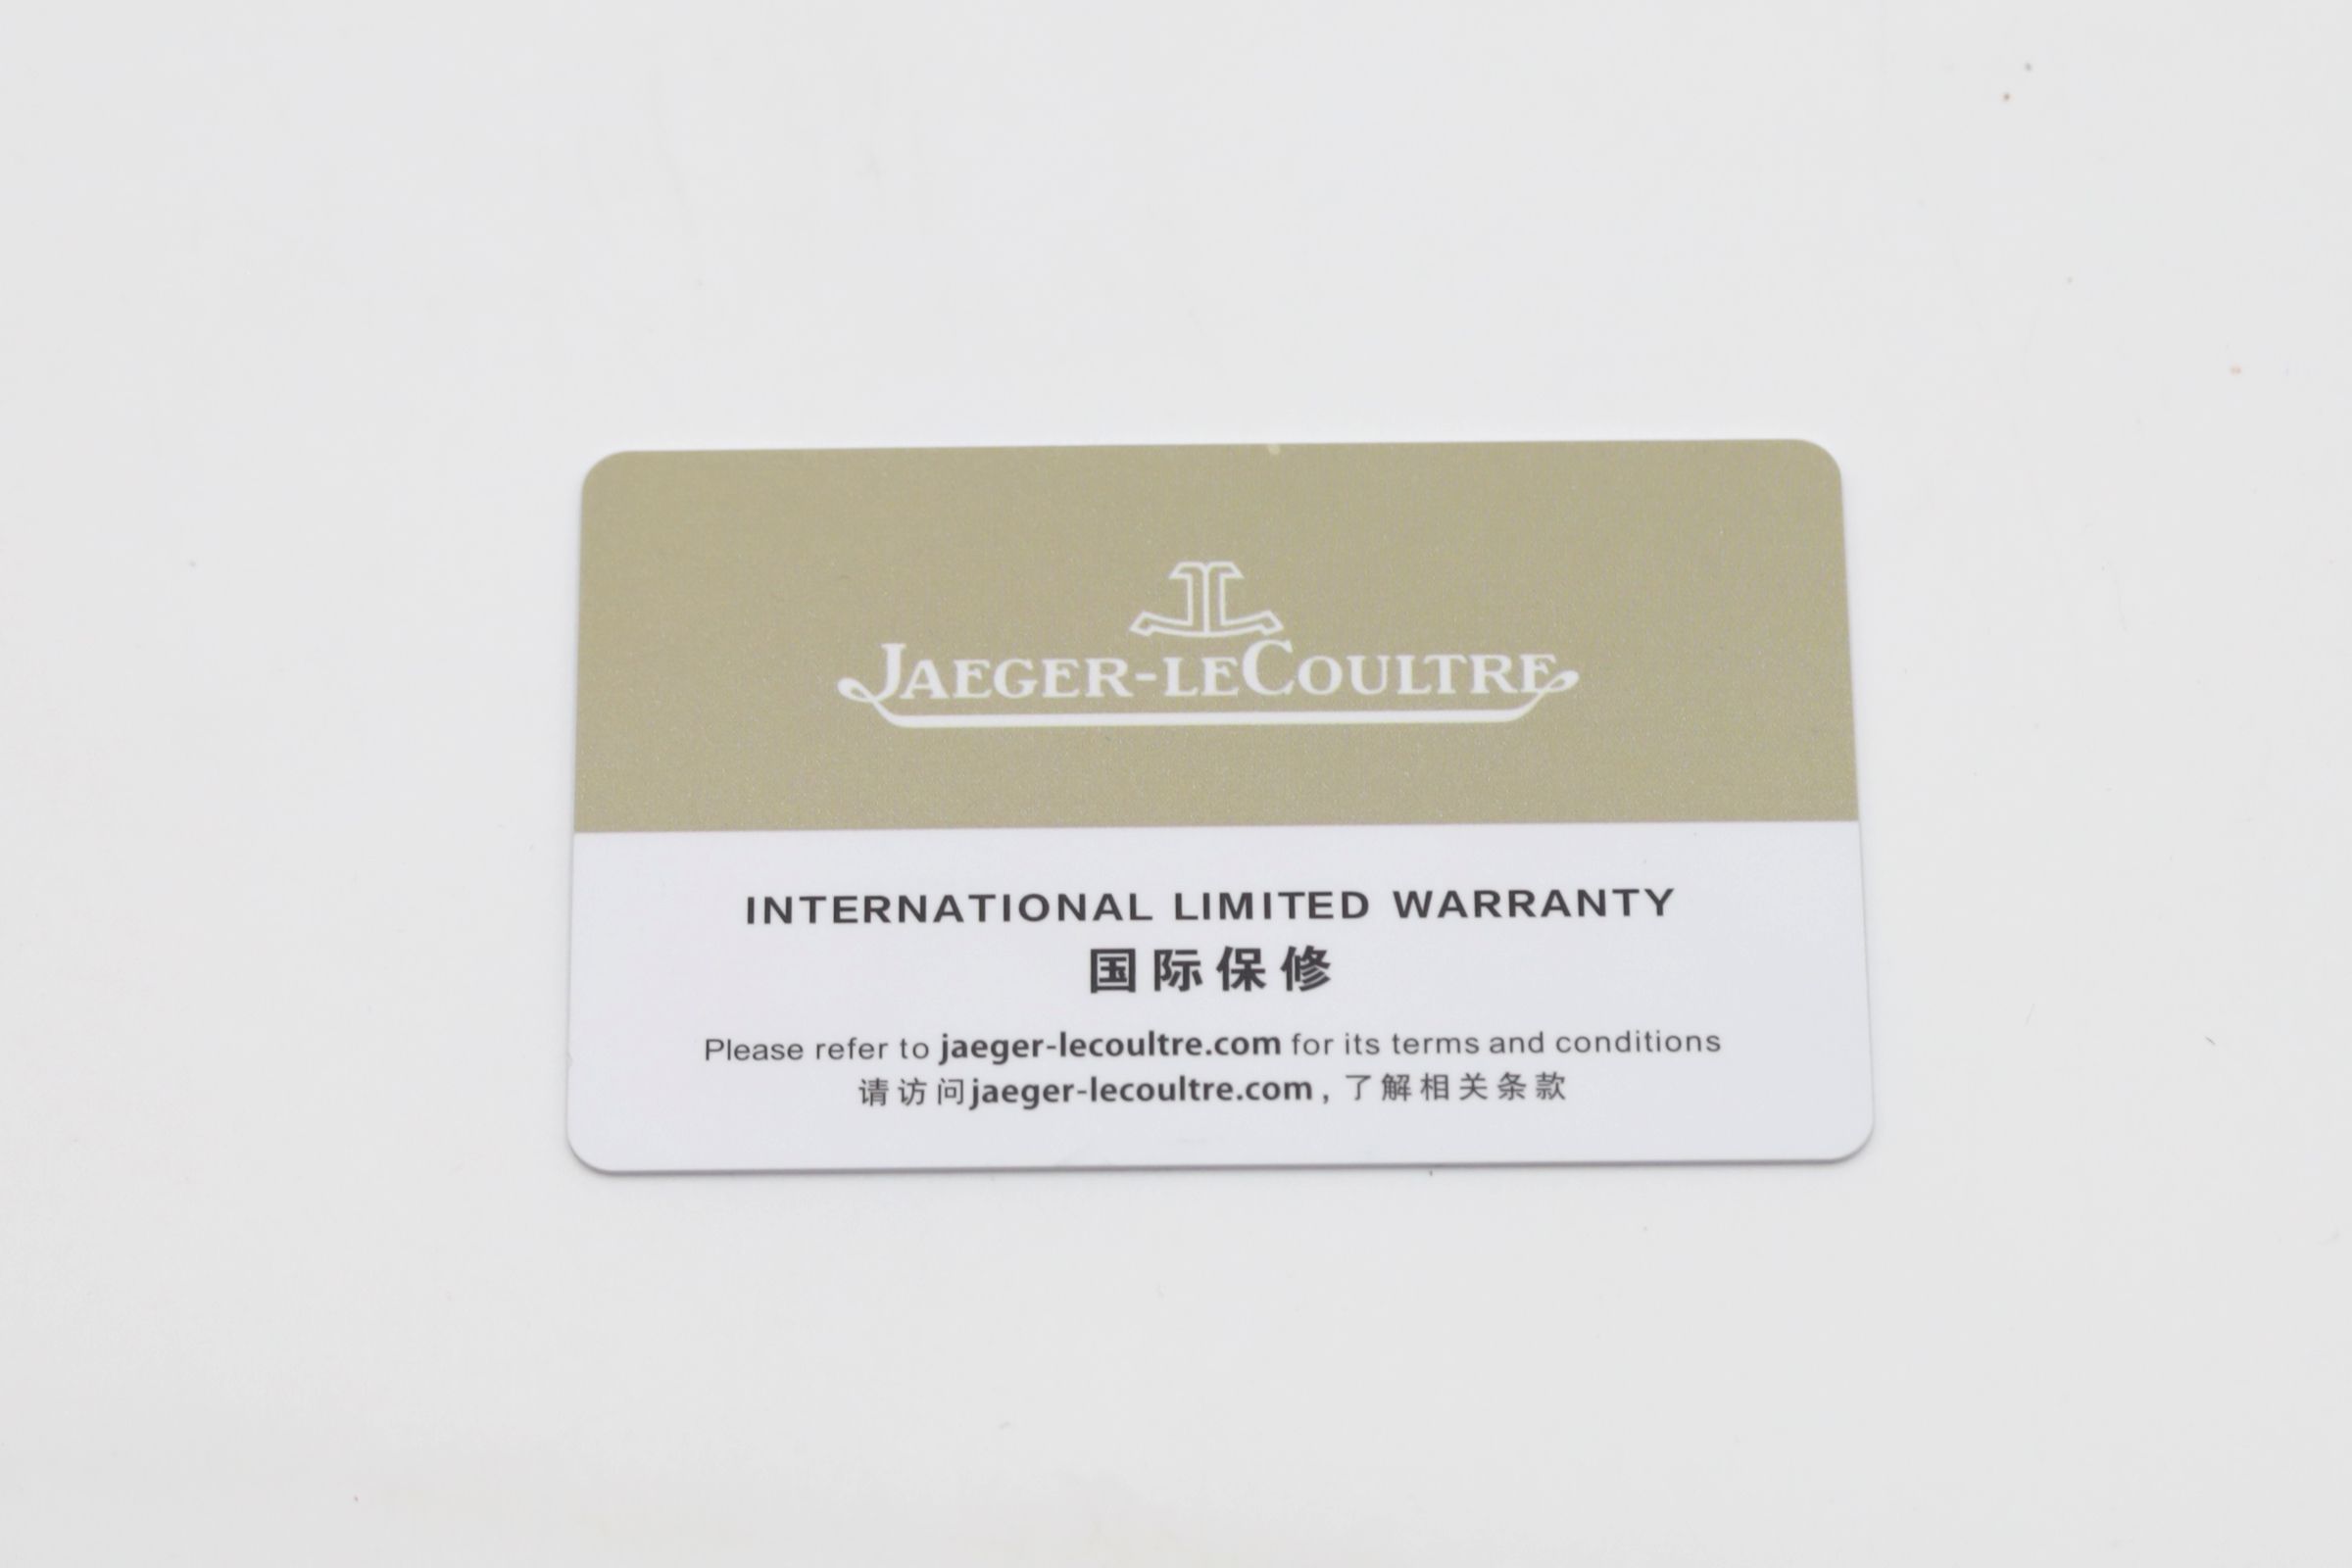 JAEGER-LECOULTRE
INTERNATIONAL LIMITED WARRANTY
国际保修
Please refer to jaeger-lecoultre.com for its terms and conditions
请访问jaeger-lecoultre.com，了解相关条款